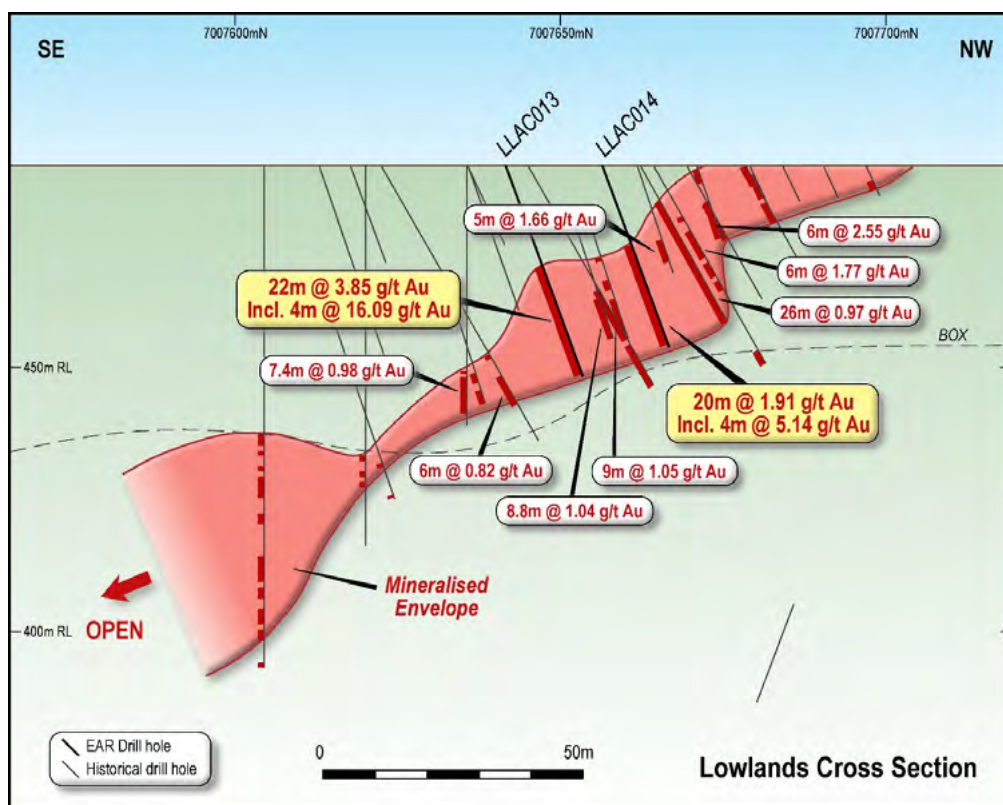 7007600mN
7007650mN
7007700mN
SE
NW
LLAC013
LLAC014
5m @ 1.66 g/t Au
6m @ 2.55 g/t Au
6m @ 1.77 g/t Au
22m @ 3.85 g/t Au
Incl. 4m @ 16.09 g/t Au
26m @ 0.97 g/t Au
BOX
450m RL
7.4m @ 0.98 g/t Au
20m @ 1.91 g/t Au
Incl. 4m @ 5.14 g/t Au
6m @ 0.82 g/t Au
9m @ 1.05 g/t Au
8.8m @ 1.04 g/t Au
Mineralised
Envelope
OPEN
400m RL
EAR Drill hole
Historical drill hole
0
50m
Lowlands Cross Section